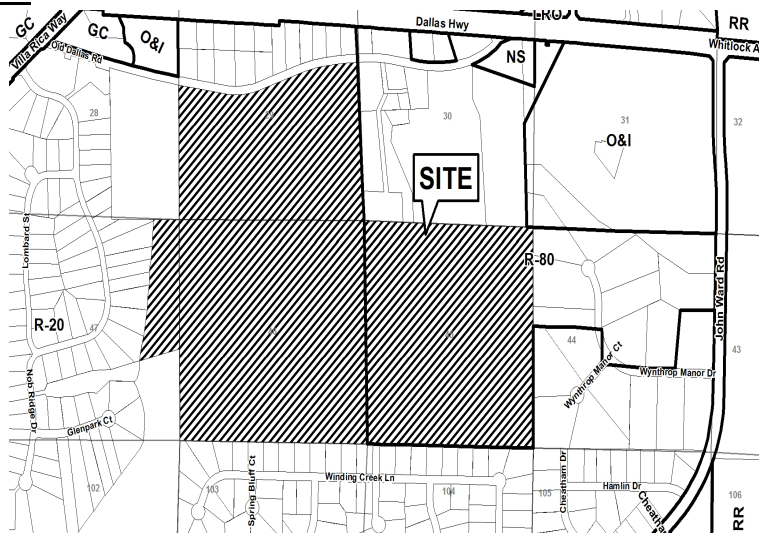 GC
Villa Rica Way
GC
O&I
Old Dallas Rd
Dallas Hwy
LRO
RR
Whitlock A
NS
28
30
31
32
O&I
SITE
Lombard St
R-20
47
R-80
John Ward Rd
44
43
Wynthrop Manor Ct
Wynthrop Manor Dr
Nob Ridge Dr
Glenpark Ct
102
103
Spring Bluff Ct
Winding Creek Ln
104
105
Cheatham Dr
Hamlin Dr
Cheatha
106
RR